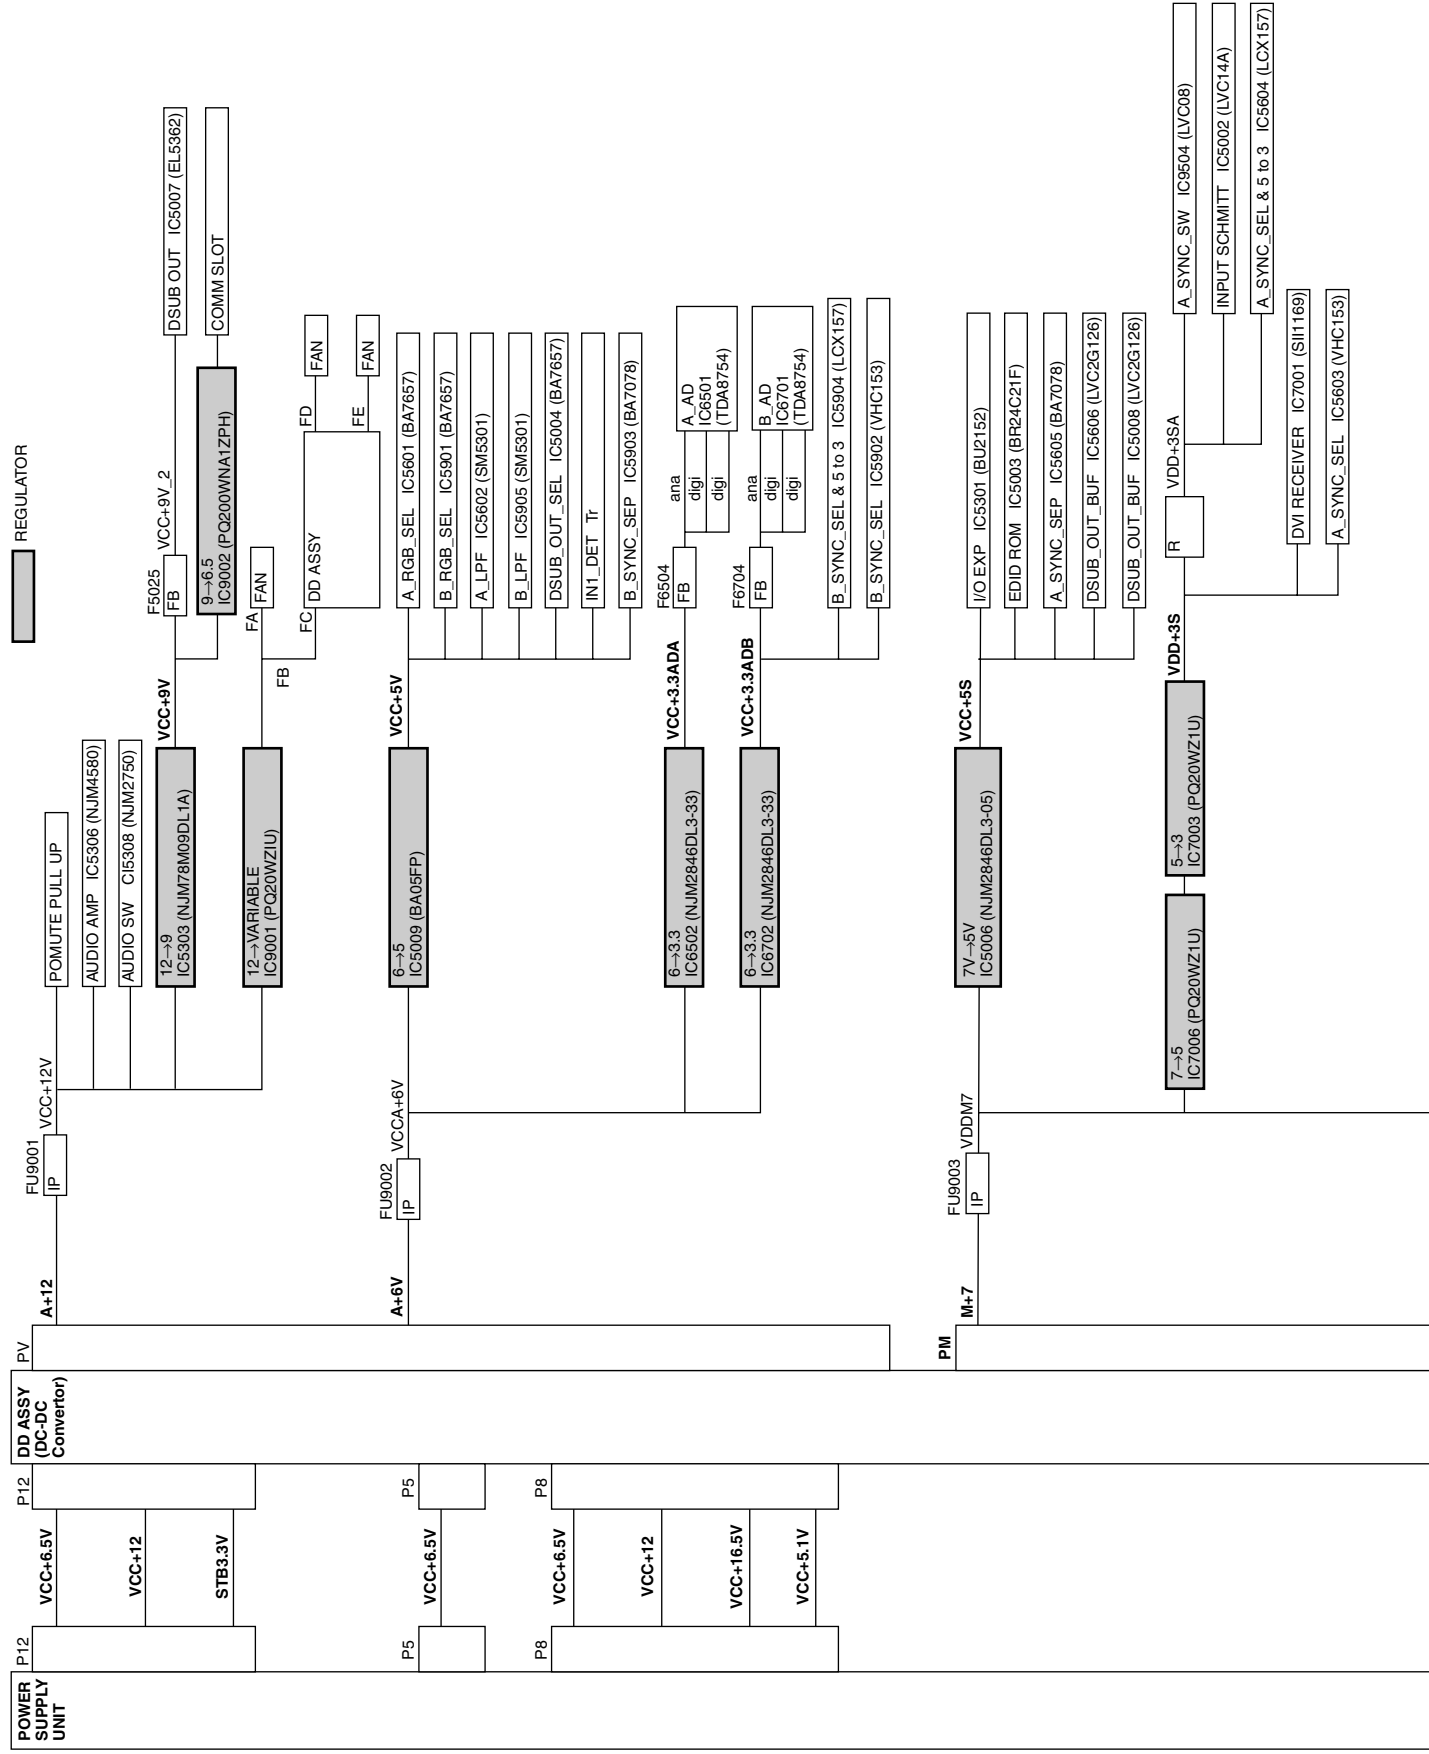 REGULATOR
POWER
SUPPLY
UNIT
P12
VCC+6.5V
VCC+12
STB3.3V
P12
P5
VCC+6.5V
P5
P8
VCC+6.5V
VCC+12
VCC+16.5V
VCC+5.1V
P8
DD ASSY
(DC-DC
Convertor)
PV
A+12
FU9001
IP
VCC+12V
POMUTE PULL UP
AUDIO AMP IC5306 (NJM4580)
AUDIO SW CI5308 (NJM2750)
12→9
IC5303 (NJM78M09DL1A)
VCC+9V
F5025
FB
VCC+9V_2
DSUB OUT IC5007 (EL5362)
9→6.5
IC9002 (PQ200WNA1ZPH)
COMM SLOT
12→VARIABLE
IC9001 (PQ20WZIU)
FA
FAN
FB
FC
DD ASSY
FD
FAN
FE
FAN
A+6V
FU9002
IP
VCCA+6V
6→5
IC5009 (BA05FP)
VCC+5V
A_RGB_SEL IC5601 (BA7657)
B_RGB_SEL IC5901 (BA7657)
A_LPF IC5602 (SM5301)
B_LPF IC5905 (SM5301)
DSUB_OUT_SEL IC5004 (BA7657)
IN1_DET Tr
B_SYNC_SEP IC5903 (BA7078)
6→3.3
IC6502 (NJM2846DL3-33)
VCC+3.3ADA
F6504
FB
ana
digi
digi
A_AD
IC6501
(TDA8754)
6→3.3
IC6702 (NJM2846DL3-33)
VCC+3.3ADB
F6704
FB
ana
digi
digi
B_AD
IC6701
(TDA8754)
B_SYNC_SEL & 5 to 3 IC5904 (LCX157)
B_SYNC_SEL IC5902 (VHC153)
PM
M+7
FU9003
IP
VDDM7
7V→5V
IC5006 (NJM2846DL3-05)
VCC+5S
I/O EXP IC5301 (BU2152)
EDID ROM IC5003 (BR24C21F)
A_SYNC_SEP IC5605 (BA7078)
DSUB_OUT_BUF IC5606 (LVC2G126)
DSUB_OUT_BUF IC5008 (LVC2G126)
7→5
IC7006 (PQ20WZ1U)
5→3
IC7003 (PQ20WZ1U)
VDD+3S
R
VDD+3SA
A_SYNC_SW IC9504 (LVC08)
INPUT SCHMITT IC5002 (LVC14A)
A_SYNC_SEL & 5 to 3 IC5604 (LCX157)
DVI RECEIVER IC7001 (SII1169)
A_SYNC_SEL IC5603 (VHC153)